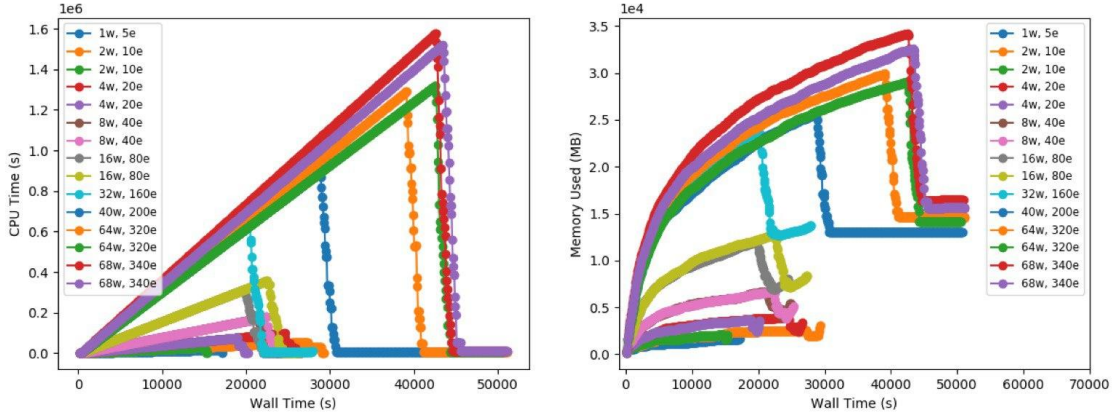 1e6
1.6
1.4
1.2
1.0
0.8
0.6
0.4
0.2
0.0
CPU Time (s)
1w, 5e
2w, 10e
2w, 10e
4w, 20e
4w, 20e
8w, 40e
8w, 40e
16w, 80e
16w, 80e
32w, 160e
40w, 200e
64w, 320e
64w, 320e
68w, 340e
68w, 340e
0 10000 20000 30000 40000 50000
Wall Time (s)
1e4
3.5
3.0
2.5
2.0
1.5
1.0
0.5
0.0
Memory Used (MB)
1w, 5e
2w, 10e
2w, 10e
4w, 20e
4w, 20e
8w, 40e
8w, 40e
16w, 80e
16w, 80e
32w, 160e
40w, 200e
64w, 320e
64w, 320e
68w, 340e
68w, 340e
0 10000 20000 30000 40000 50000 60000 70000
Wall Time (s)